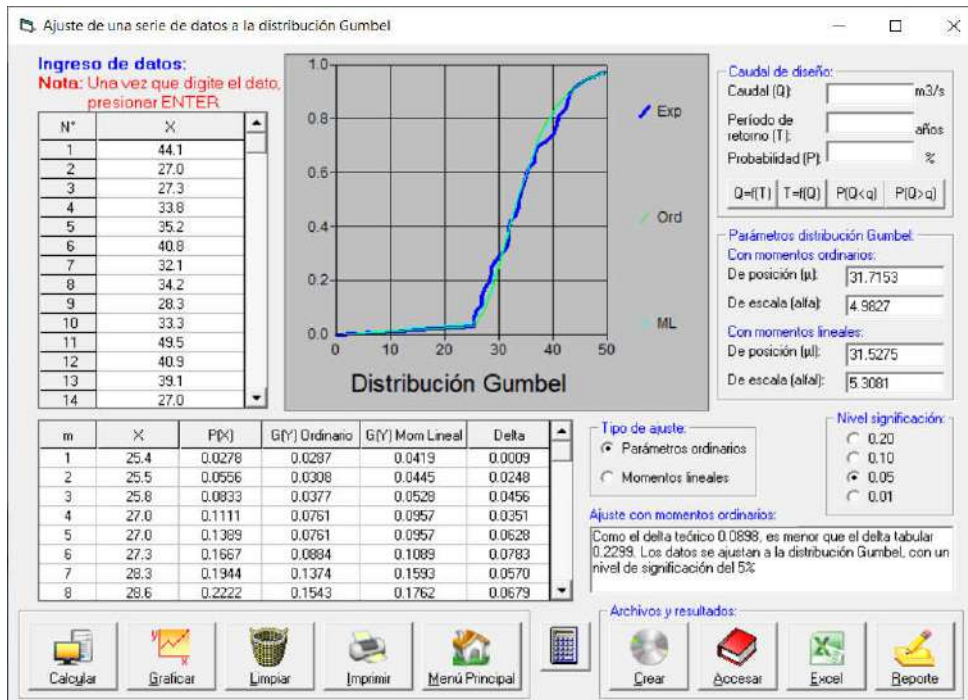 Ajuste de una serie de datos a la distribución Gumbel
Ingreso de datos:
Nota: Una vez que digite el dato,
presionar ENTER
N° X
1 44.1
2 27.0
3 27.3
4 33.8
5 35.2
6 40.8
7 32.1
8 34.2
9 28.3
10 33.3
11 49.5
12 40.9
13 39.1
14 27.0
1.0
0.8
0.6
0.4
0.2
0.0
0 10 20 30 40 50
Distribución Gumbel
Exp
Ord
ML
Caudal de diseño:
Caudal (Q): m3/s
Período de
retorno (T): años
Probabilidad (P): %
Q=f(T) T=f(Q) P(Q<q) P(Q>q)
Parámetros distribución Gumbel:
Con momentos ordinarios:
De posición (µ): 31.7153
De escala (alfa): 4.9827
Con momentos lineales:
De posición (µl): 31.5275
De escala (alfal): 5.3081
m X P(X) G(Y) Ordinario G(Y) Mom Lineal Delta
1 25.4 0.0278 0.0287 0.0419 0.0009
2 25.5 0.0556 0.0308 0.0445 0.0248
3 25.8 0.0833 0.0377 0.0528 0.0456
4 27.0 0.1111 0.0761 0.0957 0.0351
5 27.0 0.1389 0.0761 0.0957 0.0628
6 27.3 0.1667 0.0884 0.1089 0.0783
7 28.3 0.1944 0.1374 0.1593 0.0570
8 28.6 0.2222 0.1543 0.1762 0.0679
Tipo de ajuste:
Parámetros ordinarios
Momentos lineales
Nivel significación:
0.20
0.10
0.05
0.01
Ajuste con momentos ordinarios:
Como el delta teórico 0.0898, es menor que el delta tabular
0.2299. Los datos se ajustan a la distribución Gumbel, con un
nivel de significación del 5%
Archivos y resultados:
Calcular Graficar Limpiar Imprimir Menú Principal Crear Accesar Excel Reporte